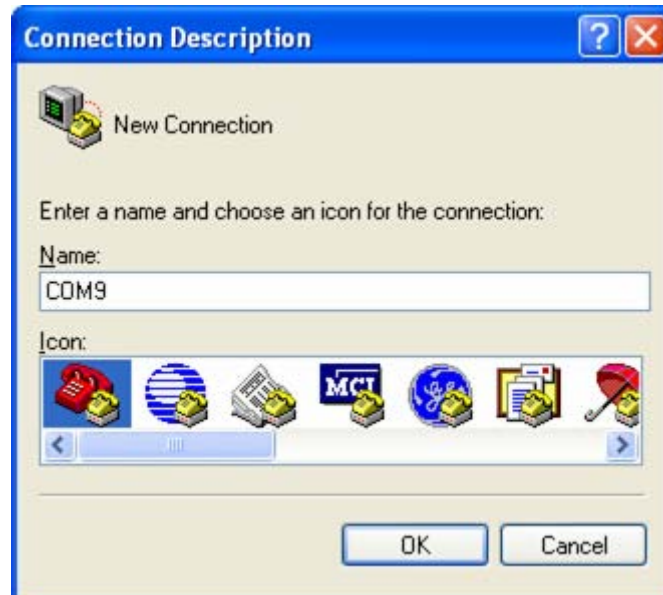 Connection Description
New Connection
Enter a name and choose an icon for the connection:
Name:
COM9
Icon:
MCI
OK
Cancel